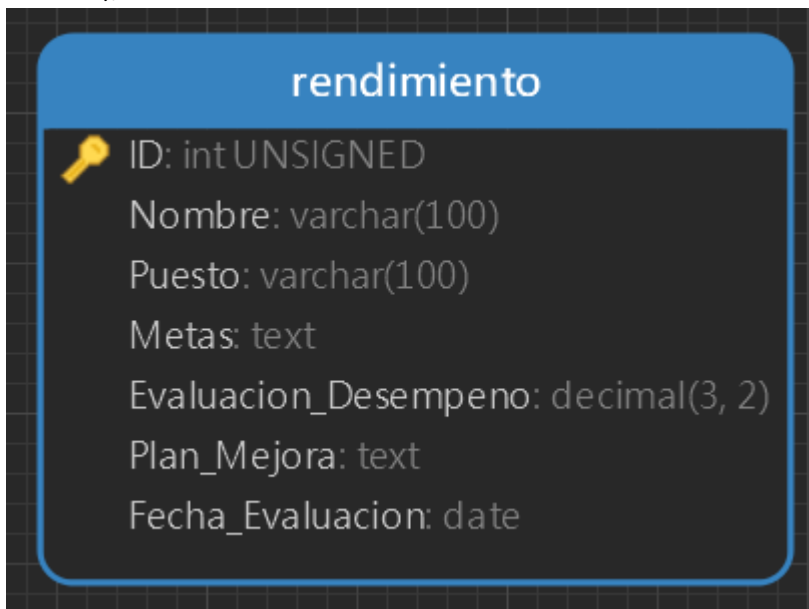 rendimiento
ID: int UNSIGNED
Nombre: varchar(100)
Puesto: varchar(100)
Metas: text
Evaluacion_Desempeno: decimal(3, 2)
Plan_Mejora: text
Fecha_Evaluacion: date